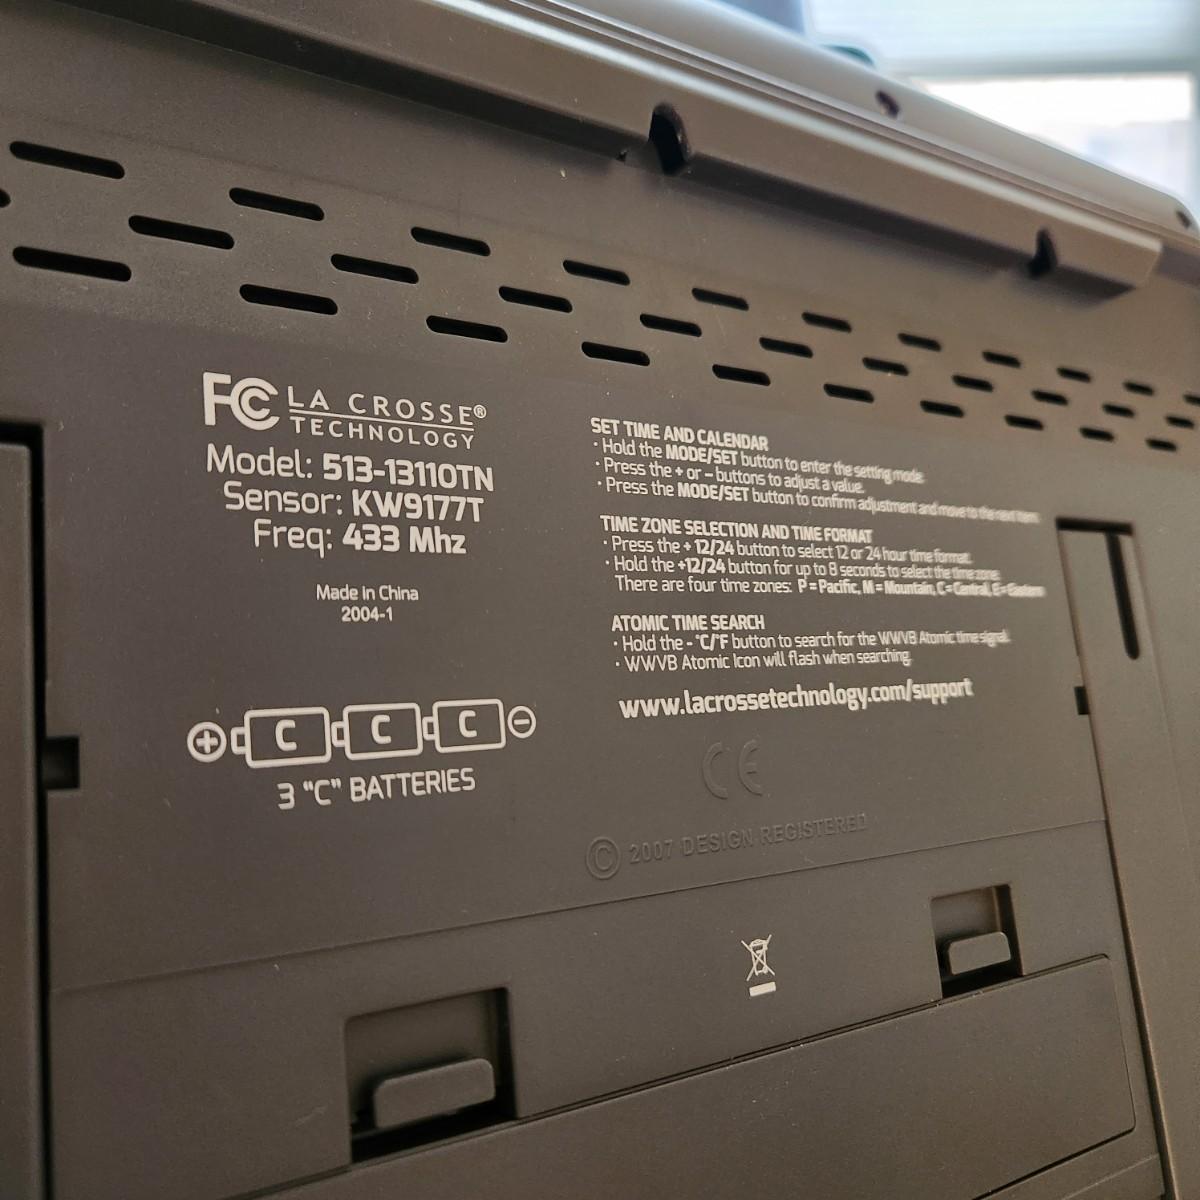 FC LA CROSSE®
TECHNOLOGY
Model: 513-13110TN
Sensor: KW9177T
Freq: 433 Mhz
Made in China
2004-1
+ C C C −
3 "C" BATTERIES
SET TIME AND CALENDAR
· Hold the MODE/SET button to enter the setting mode.
· Press the + or – buttons to adjust a value.
· Press the MODE/SET button to confirm adjustment and move to the next item.
TIME ZONE SELECTION AND TIME FORMAT
· Press the + 12/24 button to select 12 or 24 hour time format.
· Hold the +12/24 button for up to 8 seconds to select the time zone.
There are four time zones: P = Pacific, M = Mountain, C = Central, E = Eastern
ATOMIC TIME SEARCH
· Hold the - °C/°F button to search for the WWVB Atomic time signal.
· WWVB Atomic Icon will flash when searching.
www.lacrossetechnology.com/support
CE
© 2007 DESIGN REGISTERED